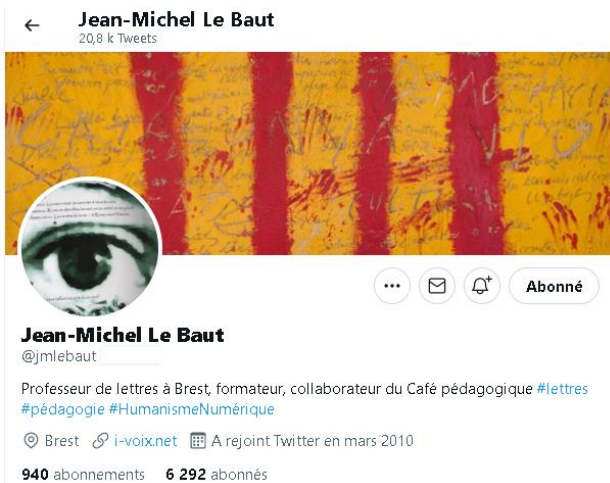 Jean-Michel Le Baut
20,8 k Tweets
Abonné
Jean-Michel Le Baut
@jmlebaut
Professeur de lettres à Brest, formateur, collaborateur du Café pédagogique #lettres
#pédagogie #HumanismeNumérique
Brest i-voix.net A rejoint Twitter en mars 2010
940 abonnements 6 292 abonnés